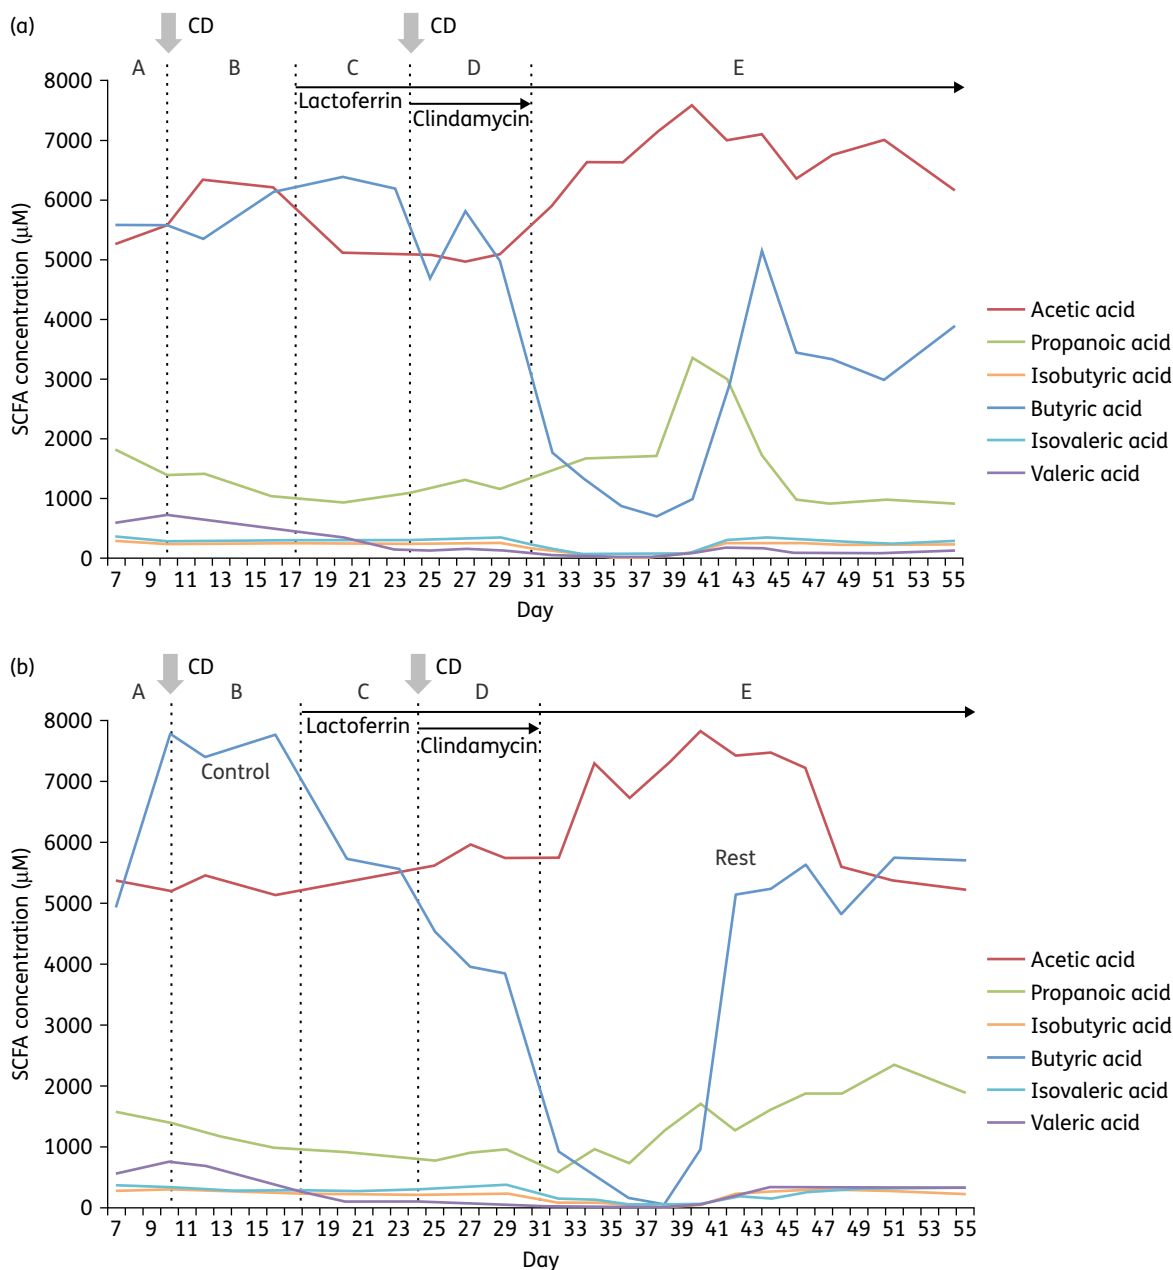 (a)
CD CD
A B C D E
8000
Lactoferrin
Clindamycin
7000
6000
5000
4000
3000
2000
1000
0
SCFA concentration (µM)
7 9 11 13 15 17 19 21 23 25 27 29 31 33 35 37 39 41 43 45 47 49 51 53 55
Day
Acetic acid
Propanoic acid
Isobutyric acid
Butyric acid
Isovaleric acid
Valeric acid
(b)
CD CD
A B C D E
8000
Lactoferrin
Clindamycin
Control
7000
6000
Rest
5000
4000
3000
2000
1000
0
SCFA concentration (µM)
7 9 11 13 15 17 19 21 23 25 27 29 31 33 35 37 39 41 43 45 47 49 51 53 55
Day
Acetic acid
Propanoic acid
Isobutyric acid
Butyric acid
Isovaleric acid
Valeric acid